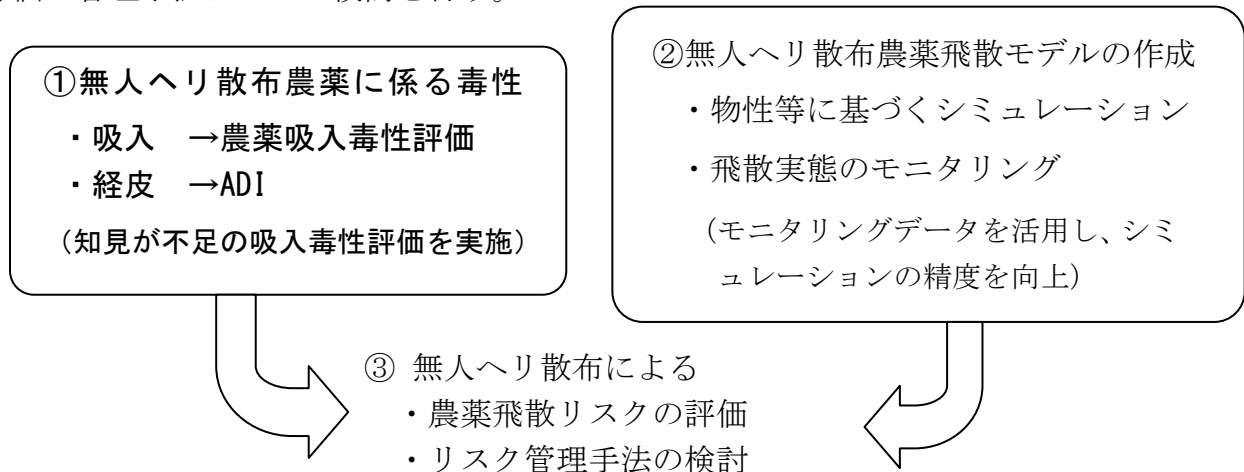 ①無人ヘリ散布農薬に係る毒性
・吸入 →農薬吸入毒性評価
・経皮 →ADI
（知見が不足の吸入毒性評価を実施）
②無人ヘリ散布農薬飛散モデルの作成
・物性等に基づくシミュレーション
・飛散実態のモニタリング
（モニタリングデータを活用し、シミ
ュレーションの精度を向上）
③ 無人ヘリ散布による
・農薬飛散リスクの評価
・リスク管理手法の検討